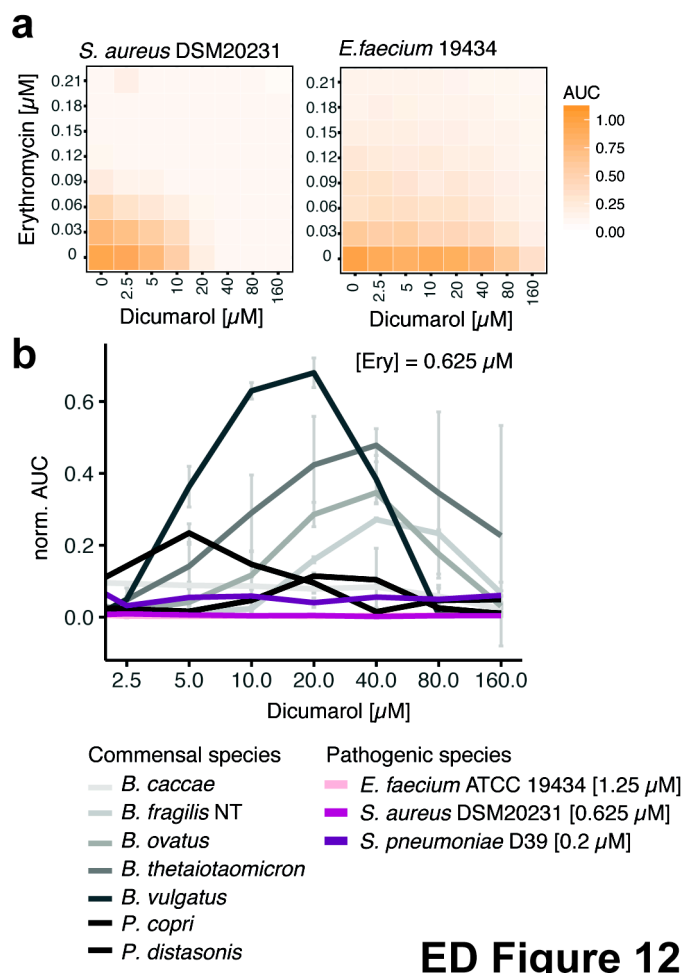 a
S. aureus DSM20231
E.faecium 19434
Erythromycin [µM]
0.21
0.18
0.15
0.12
0.09
0.06
0.03
0
0 2.5 5 10 20 40 80 160
Dicumarol [µM]
0.21
0.18
0.15
0.12
0.09
0.06
0.03
0
0 2.5 5 10 20 40 80 160
Dicumarol [µM]
AUC
1.00
0.75
0.50
0.25
0.00
b
[Ery] = 0.625 µM
norm. AUC
0.6
0.4
0.2
0.0
2.5 5.0 10.0 20.0 40.0 80.0 160.0
Dicumarol [µM]
Commensal species
B. caccae
B. fragilis NT
B. ovatus
B. thetaiotaomicron
B. vulgatus
P. copri
P. distasonis
Pathogenic species
E. faecium ATCC 19434 [1.25 µM]
S. aureus DSM20231 [0.625 µM]
S. pneumoniae D39 [0.2 µM]
ED Figure 12